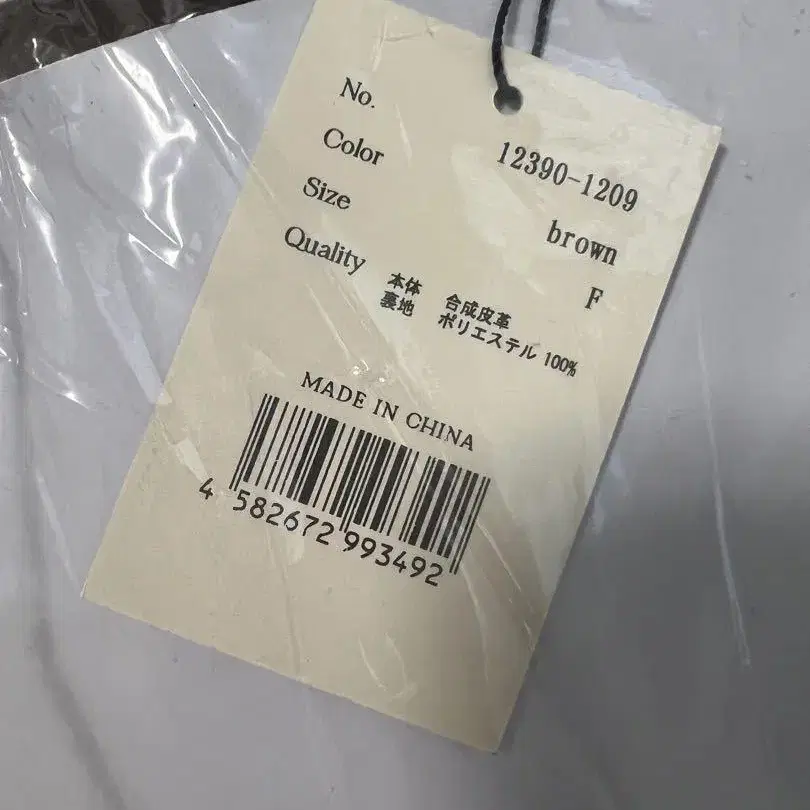 No. 12390-1209
Color brown
Size F
Quality
本体 合成皮革
裏地 ポリエステル 100%
MADE IN CHINA
4 582672 993492